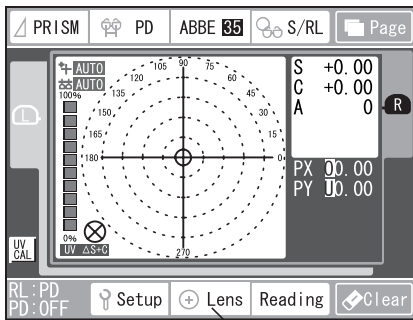 PRISM PD ABBE 35 S/RL Page
AUTO
AUTO
100%
105 90 75
120 60
135 45
150 30
165 15
180 0
270
0%
UV ΔS+C
L
R
S +0.00
C +0.00
A 0
PX 00.00
PY U0.00
UV
CAL
RL:PD
PD:OFF
Setup Lens Reading Clear